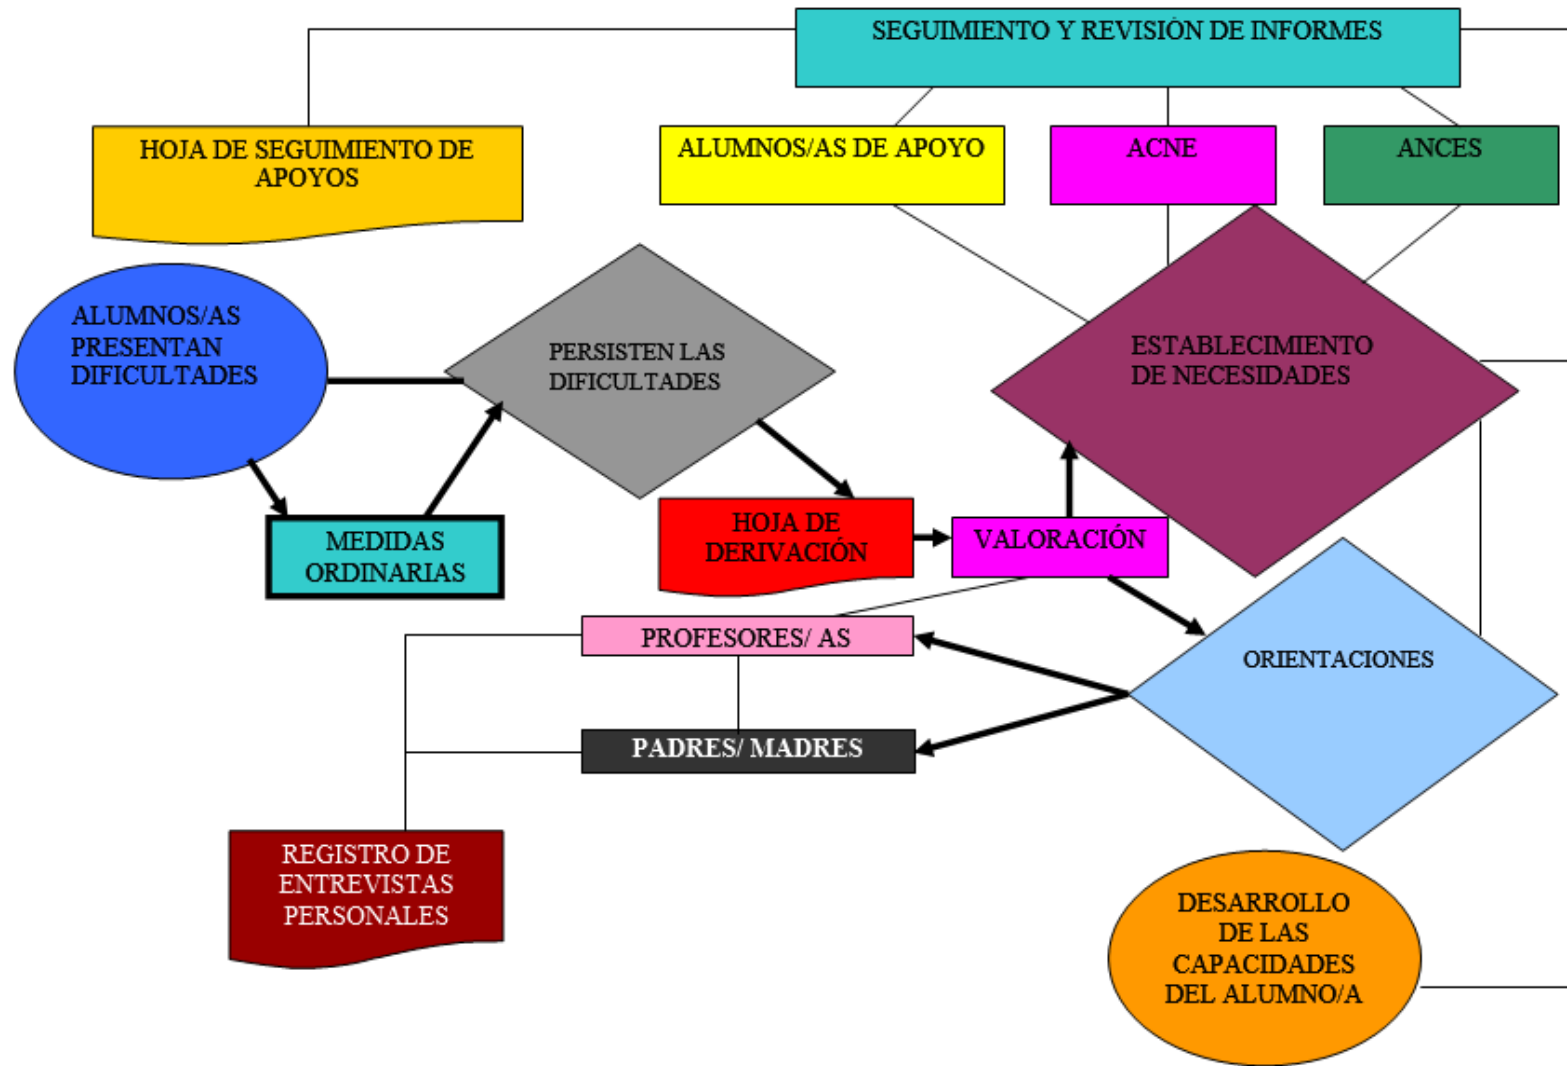 SEGUIMIENTO Y REVISIÓN DE INFORMES
HOJA DE SEGUIMIENTO DE
APOYOS
ALUMNOS/AS DE APOYO
ACNE
ANCES
ALUMNOS/AS
PRESENTAN
DIFICULTADES
PERSISTEN LAS
DIFICULTADES
ESTABLECIMIENTO
DE NECESIDADES
MEDIDAS
ORDINARIAS
HOJA DE
DERIVACIÓN
VALORACIÓN
PROFESORES/ AS
ORIENTACIONES
PADRES/ MADRES
REGISTRO DE
ENTREVISTAS
PERSONALES
DESARROLLO
DE LAS
CAPACIDADES
DEL ALUMNO/A